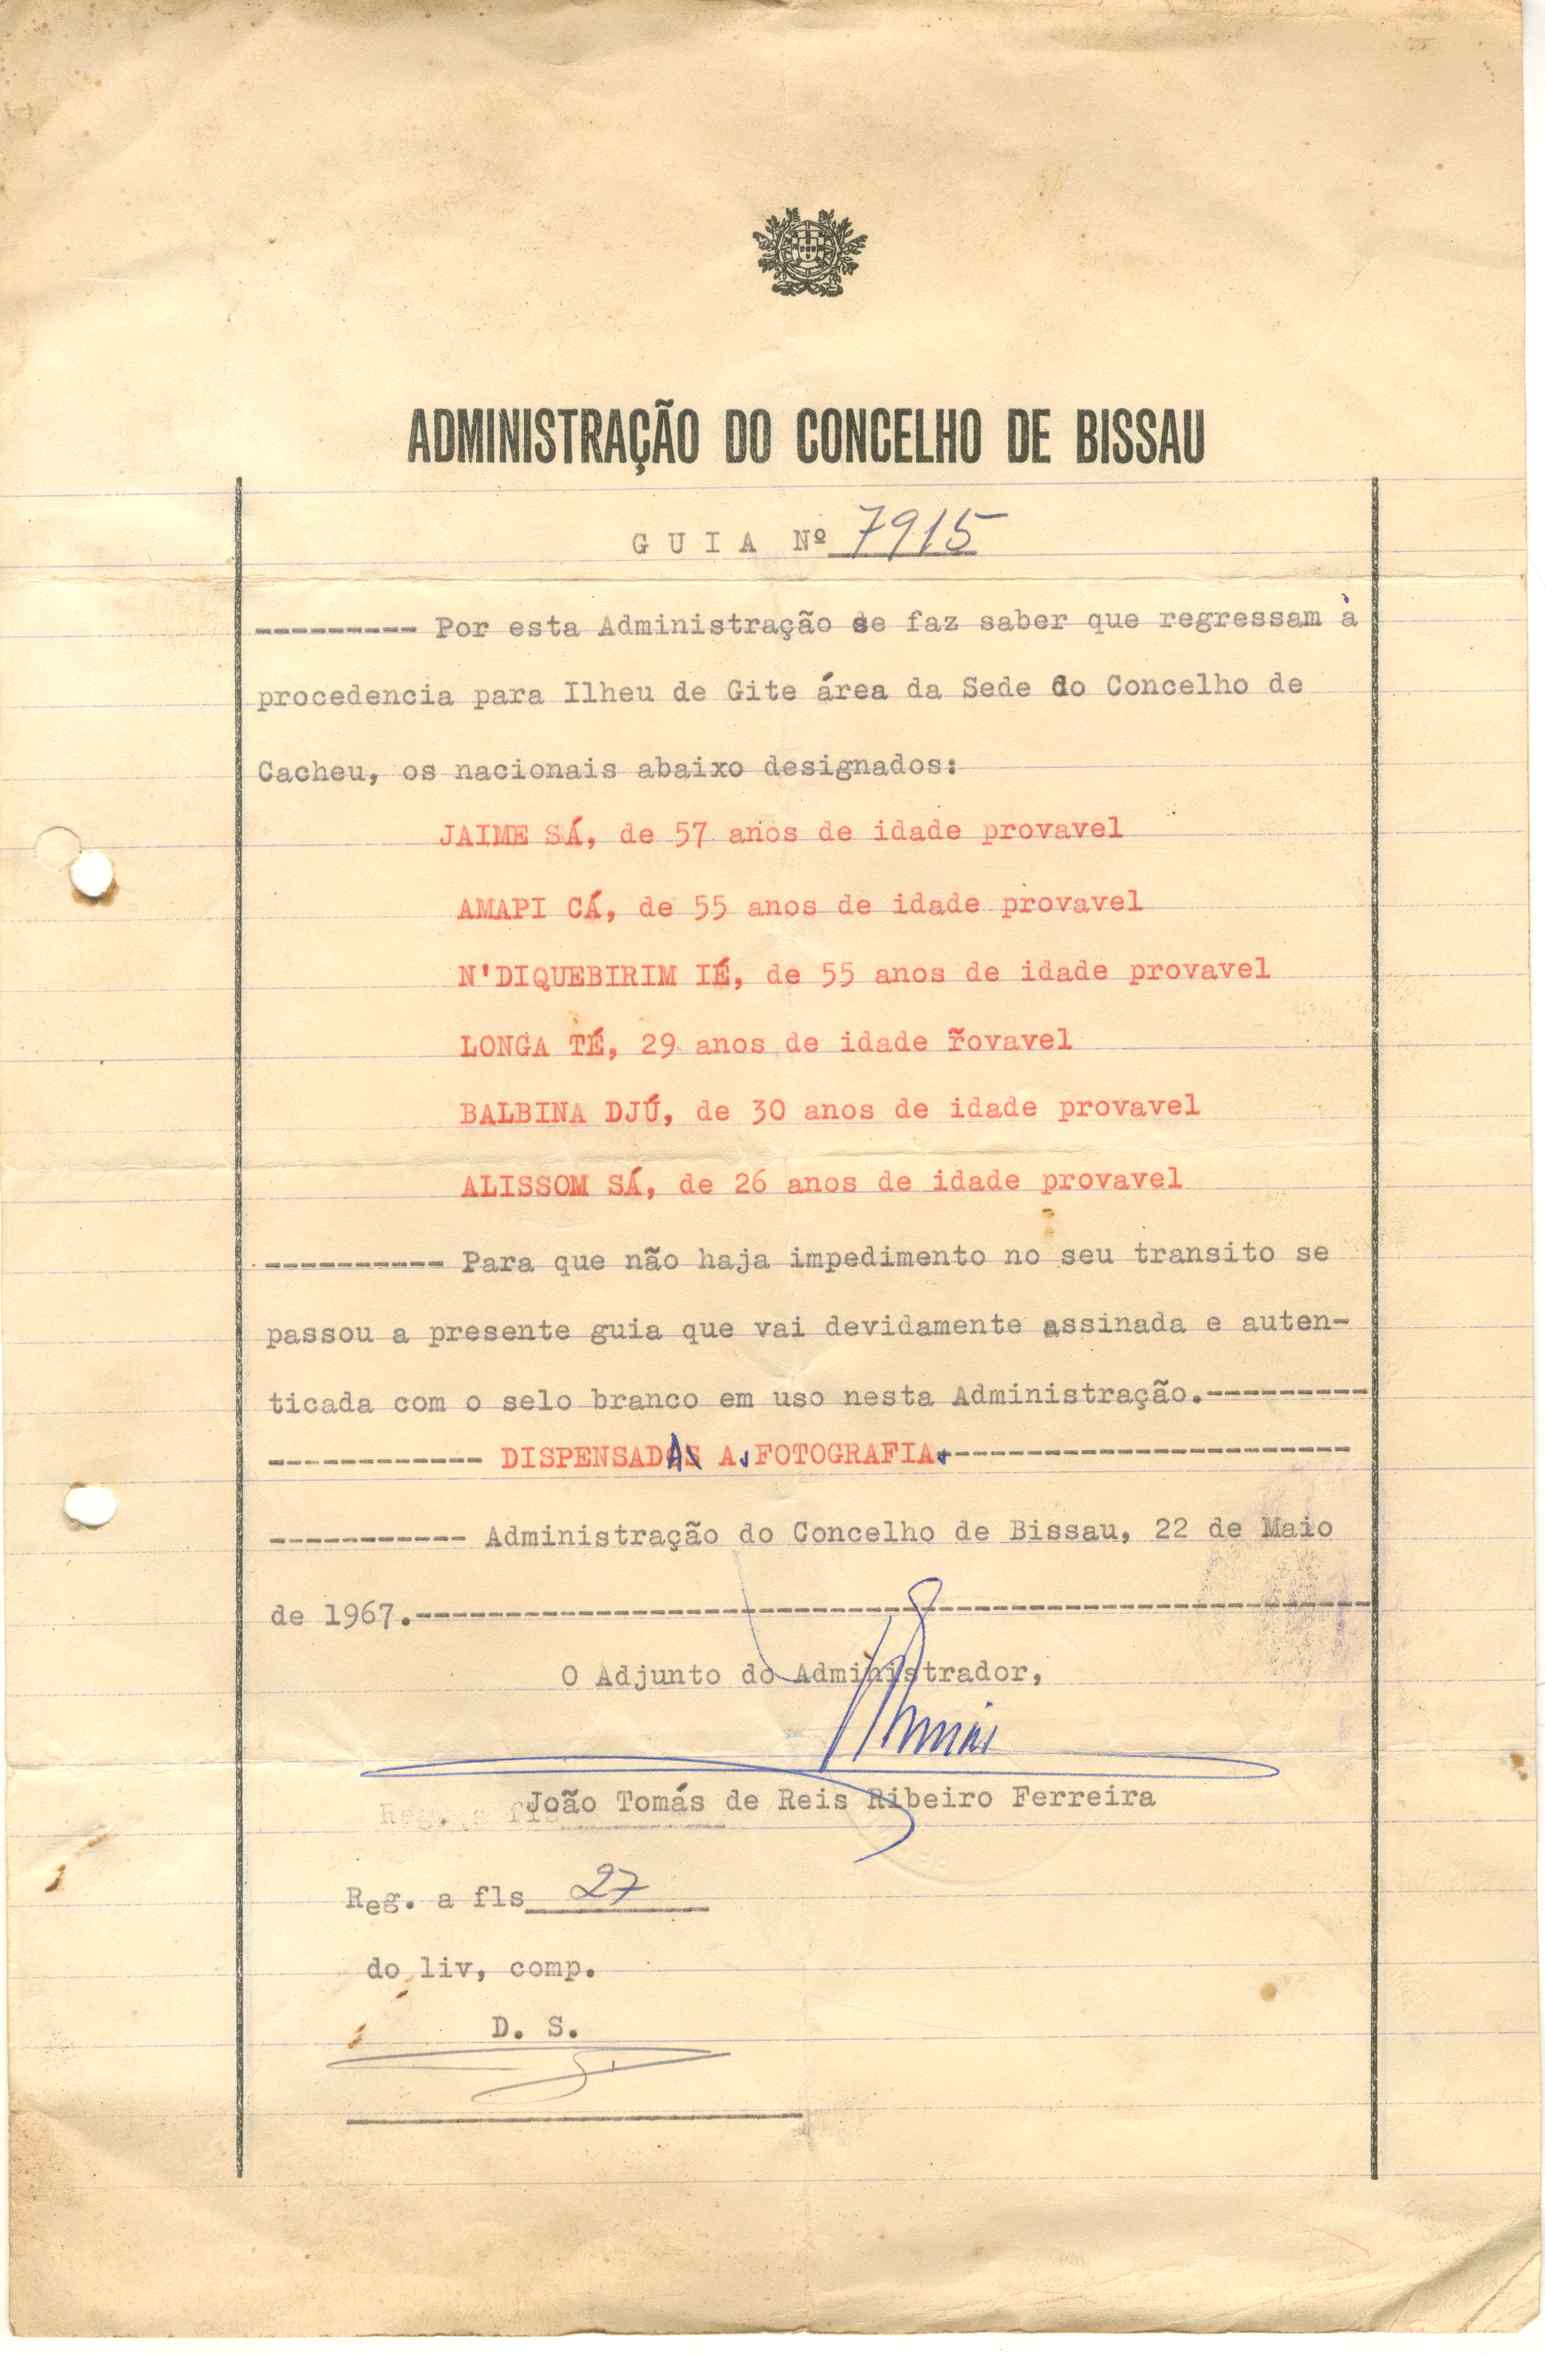 ADMINISTRAÇÃO DO CONCELHO DE BISSAU
G U I A Nº 7915
--------- Por esta Administração se faz saber que regressam à
procedencia para Ilheu de Gite área da Sede do Concelho de
Cacheu, os nacionais abaixo designados:
JAIME SÁ, de 57 anos de idade provavel
AMAPI CÁ, de 55 anos de idade provavel
N'DIQUEBIRIM IÉ, de 55 anos de idade provavel
LONGA TÉ, 29 anos de idade r̃ovavel
BALBINA DJÚ, de 30 anos de idade provavel
ALISSOM SÁ, de 26 anos de idade provavel
---------- Para que não haja impedimento no seu transito se
passou a presente guia que vai devidamente assinada e auten-
ticada com o selo branco em uso nesta Administração.---------
------------ DISPENSADAS A FOTOGRAFIA.-----------------------
----------- Administração do Concelho de Bissau, 22 de Maio
de 1967.------------------------------------------------------
O Adjunto do Administrador,
João Tomás de Reis Ribeiro Ferreira
Reg. a fls 27
do liv, comp.
D. S.